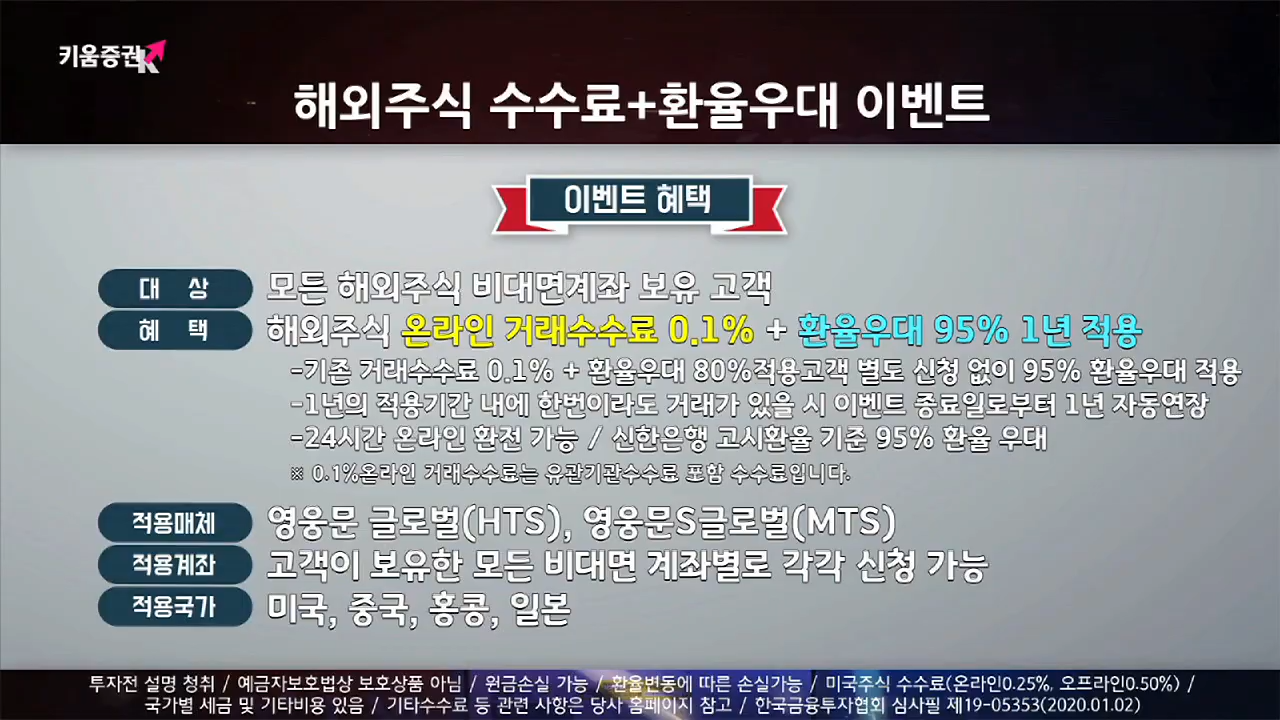 키움증권
해외주식 수수료+환율우대 이벤트
이벤트 혜택
대 상 모든 해외주식 비대면계좌 보유 고객
혜 택 해외주식 온라인 거래수수료 0.1% + 환율우대 95% 1년 적용
-기존 거래수수료 0.1% + 환율우대 80%적용고객 별도 신청 없이 95% 환율우대 적용
-1년의 적용기간 내에 한번이라도 거래가 있을 시 이벤트 종료일로부터 1년 자동연장
-24시간 온라인 환전 가능 / 신한은행 고시환율 기준 95% 환율 우대
※ 0.1%온라인 거래수수료는 유관기관수수료 포함 수수료입니다.
적용매체 영웅문 글로벌(HTS), 영웅문S글로벌(MTS)
적용계좌 고객이 보유한 모든 비대면 계좌별로 각각 신청 가능
적용국가 미국, 중국, 홍콩, 일본
투자전 설명 청취 / 예금자보호법상 보호상품 아님 / 원금손실 가능 / 환율변동에 따른 손실가능 / 미국주식 수수료(온라인0.25%, 오프라인0.50%) /
국가별 세금 및 기타비용 있음 / 기타수수료 등 관련 사항은 당사 홈페이지 참고 / 한국금융투자협회 심사필 제19-05353(2020.01.02)